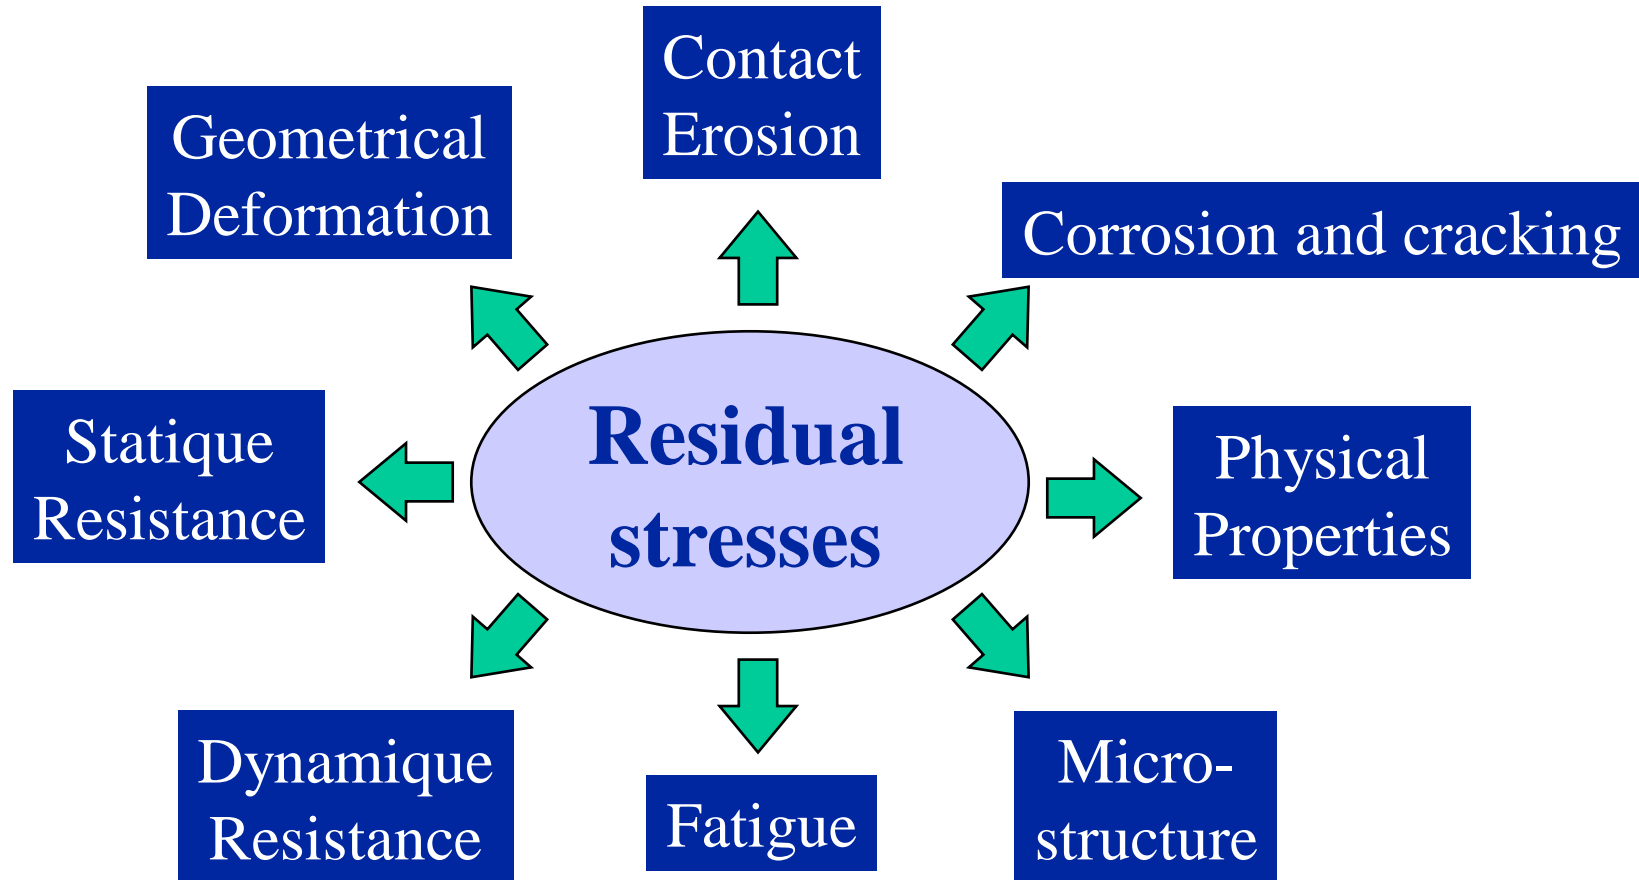 Contact
Erosion
Geometrical
Deformation
Corrosion and cracking
Residual
stresses
Statique
Resistance
Physical
Properties
Dynamique
Resistance
Fatigue
Micro-
structure